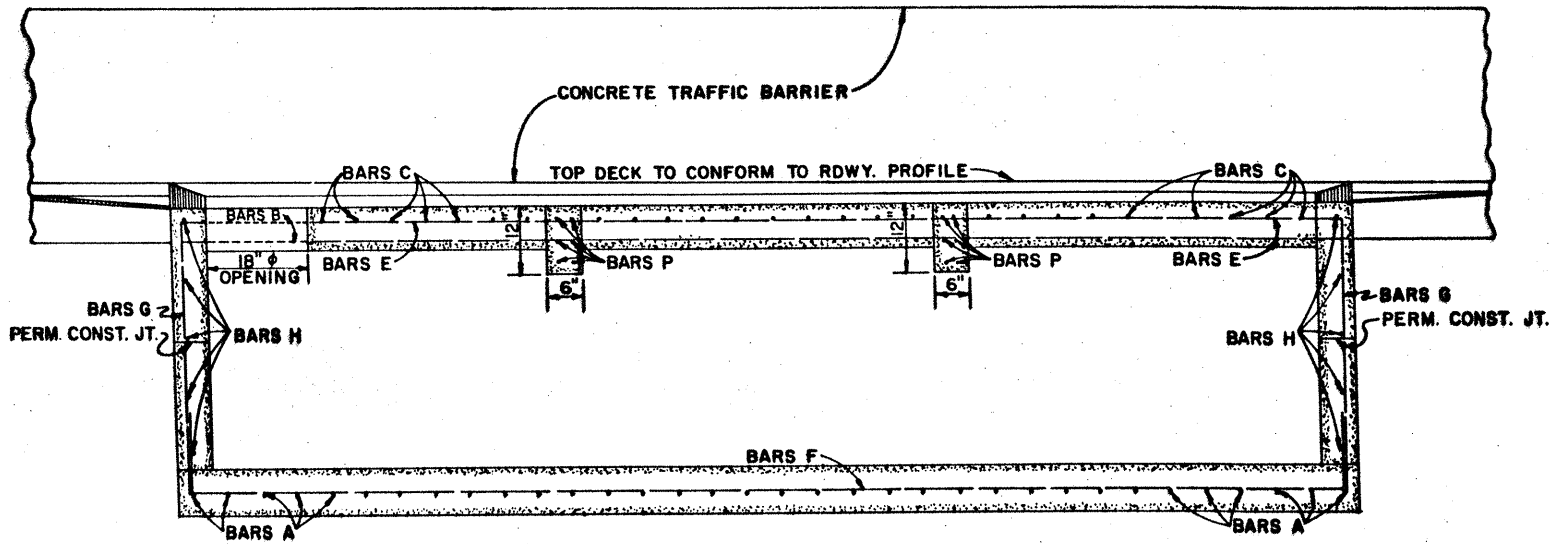 CONCRETE TRAFFIC BARRIER
BARS C
TOP DECK TO CONFORM TO RDWY. PROFILE
BARS C
BARS B
12"
12"
18" ϕ
OPENING
BARS E
BARS P
BARS P
BARS E
6"
6"
BARS G
BARS G
PERM. CONST. JT.
BARS H
BARS H
PERM. CONST. JT.
BARS F
BARS A
BARS A